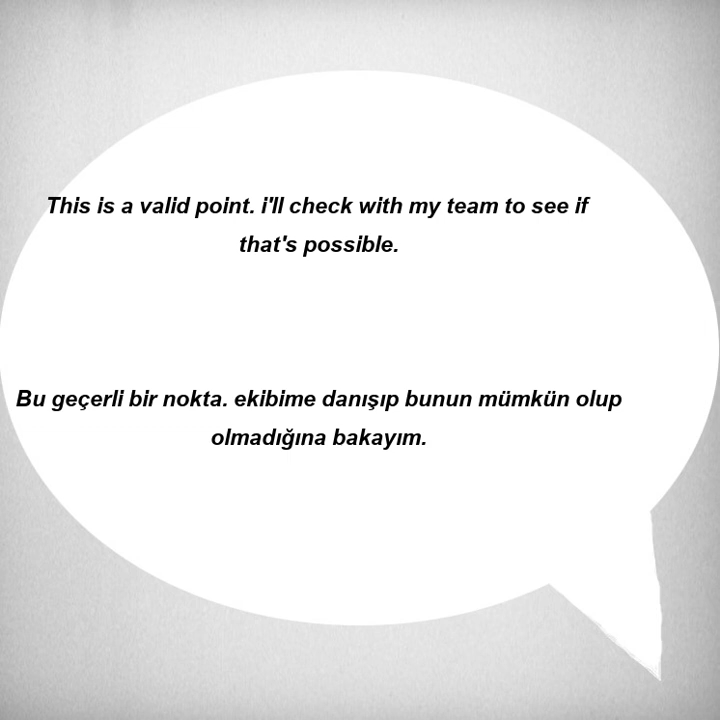 This is a valid point. i'll check with my team to see if
that's possible.
Bu geçerli bir nokta. ekibime danışıp bunun mümkün olup
olmadığına bakayım.